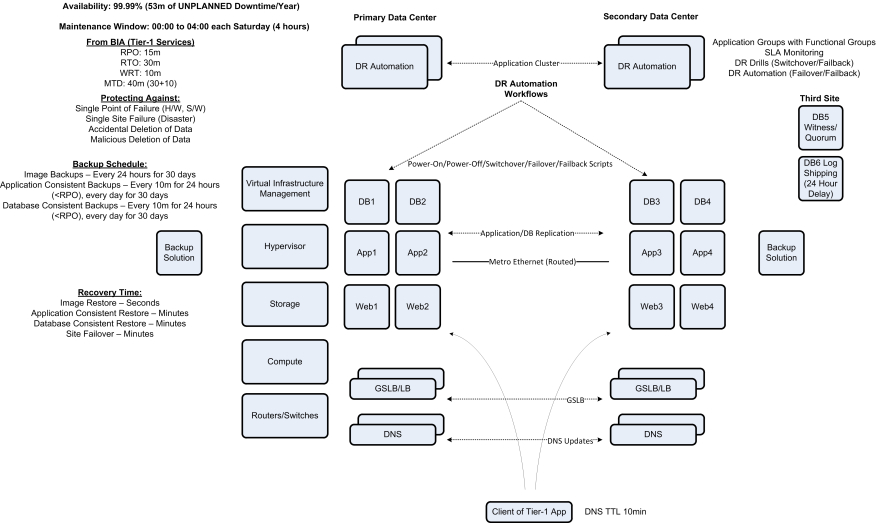 Availability: 99.99% (53m of UNPLANNED Downtime/Year)
Maintenance Window: 00:00 to 04:00 each Saturday (4 hours)
From BIA (Tier-1 Services)
RPO: 15m
RTO: 30m
WRT: 10m
MTD: 40m (30+10)
Protecting Against:
Single Point of Failure (H/W, S/W)
Single Site Failure (Disaster)
Accidental Deletion of Data
Malicious Deletion of Data
Backup Schedule:
Image Backups – Every 24 hours for 30 days
Application Consistent Backups – Every 10m for 24 hours
(<RPO), every day for 30 days
Database Consistent Backups – Every 10m for 24 hours
(<RPO), every day for 30 days
Backup
Solution
Recovery Time:
Image Restore – Seconds
Application Consistent Restore – Minutes
Database Consistent Restore – Minutes
Site Failover – Minutes
Virtual Infrastructure
Management
Hypervisor
Storage
Compute
Routers/Switches
Primary Data Center
DR Automation
Application Cluster
DR Automation
Workflows
Power-On/Power-Off/Switchover/Failover/Failback Scripts
DB1
DB2
App1
App2
Web1
Web2
GSLB/LB
DNS
Application/DB Replication
Metro Ethernet (Routed)
GSLB
DNS Updates
Client of Tier-1 App
DNS TTL 10min
Secondary Data Center
DR Automation
DB3
DB4
App3
App4
Web3
Web4
GSLB/LB
DNS
Application Groups with Functional Groups
SLA Monitoring
DR Drills (Switchover/Failback)
DR Automation (Failover/Failback)
Third Site
DB5
Witness/
Quorum
DB6 Log
Shipping
(24 Hour
Delay)
Backup
Solution